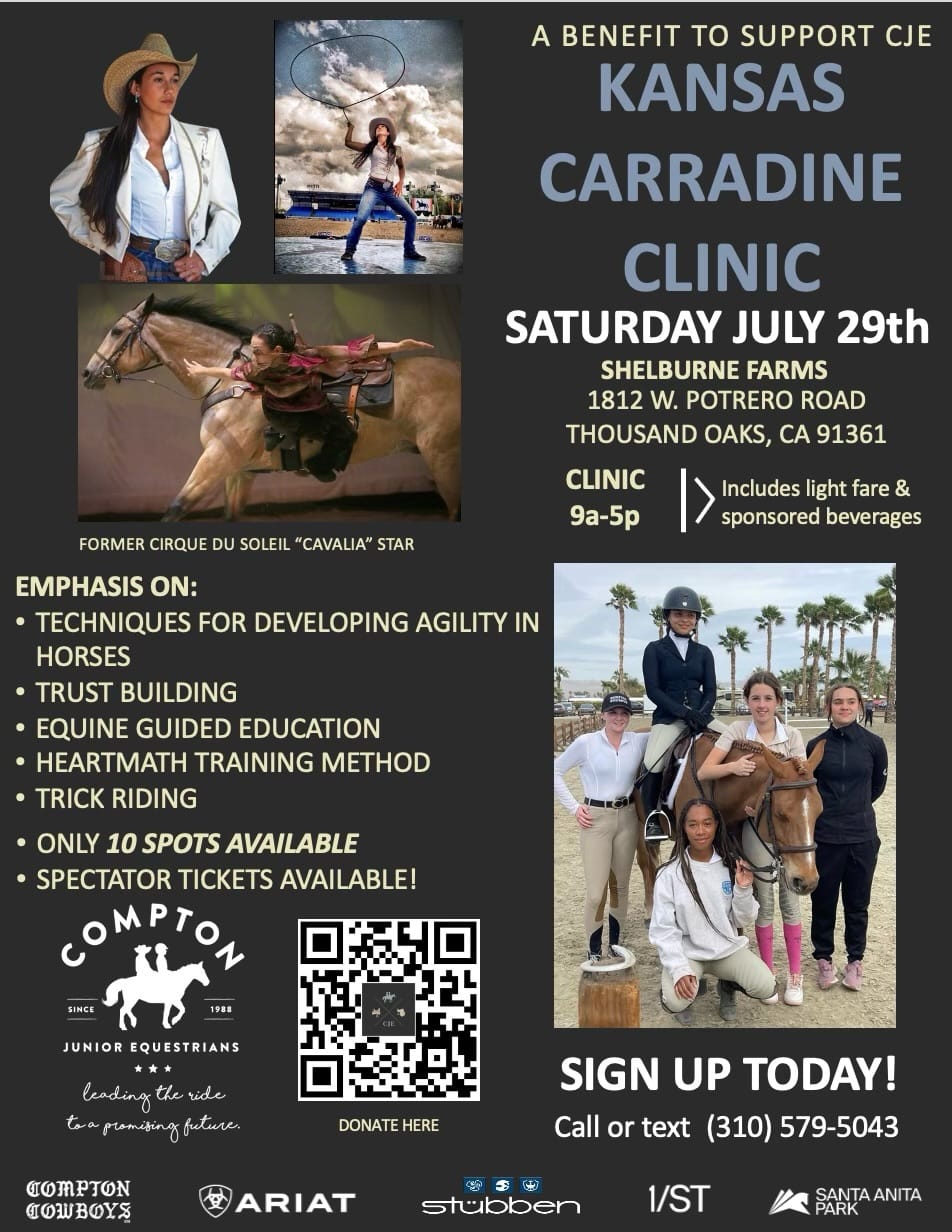 A BENEFIT TO SUPPORT CJE
KANSAS
CARRADINE
CLINIC
SATURDAY JULY 29th
SHELBURNE FARMS
1812 W. POTRERO ROAD
THOUSAND OAKS, CA 91361
CLINIC
9a-5p
Includes light fare &
sponsored beverages
FORMER CIRQUE DU SOLEIL “CAVALIA” STAR
EMPHASIS ON:
• TECHNIQUES FOR DEVELOPING AGILITY IN
HORSES
• TRUST BUILDING
• EQUINE GUIDED EDUCATION
• HEARTMATH TRAINING METHOD
• TRICK RIDING
• ONLY 10 SPOTS AVAILABLE
• SPECTATOR TICKETS AVAILABLE!
COMPTON
SINCE 1988
JUNIOR EQUESTRIANS
leading the ride
to a promising future.
CJE
DONATE HERE
SIGN UP TODAY!
Call or text (310) 579-5043
COMPTON
COWBOYS
ARIAT
stübben
1/ST
SANTA ANITA
PARK